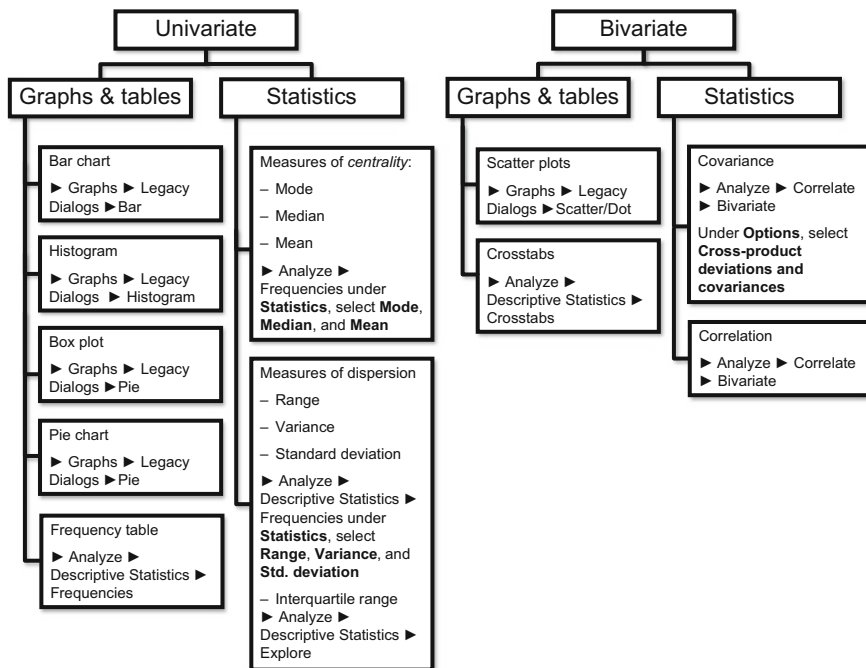 Univariate
Graphs & tables
Bar chart
► Graphs ► Legacy
Dialogs ►Bar
Histogram
► Graphs ► Legacy
Dialogs ► Histogram
Box plot
► Graphs ► Legacy
Dialogs ►Pie
Pie chart
► Graphs ► Legacy
Dialogs ►Pie
Frequency table
► Analyze ►
Descriptive Statistics ►
Frequencies
Statistics
Measures of centrality:
– Mode
– Median
– Mean
► Analyze ►
Frequencies under
Statistics, select Mode,
Median, and Mean
Measures of dispersion
– Range
– Variance
– Standard deviation
► Analyze ►
Descriptive Statistics ►
Frequencies under
Statistics, select
Range, Variance, and
Std. deviation
– Interquartile range
► Analyze ►
Descriptive Statistics ►
Explore
Bivariate
Graphs & tables
Scatter plots
► Graphs ► Legacy
Dialogs ►Scatter/Dot
Crosstabs
► Analyze ►
Descriptive Statistics ►
Crosstabs
Statistics
Covariance
► Analyze ► Correlate
► Bivariate
Under Options, select
Cross-product
deviations and
covariances
Correlation
► Analyze ► Correlate
► Bivariate